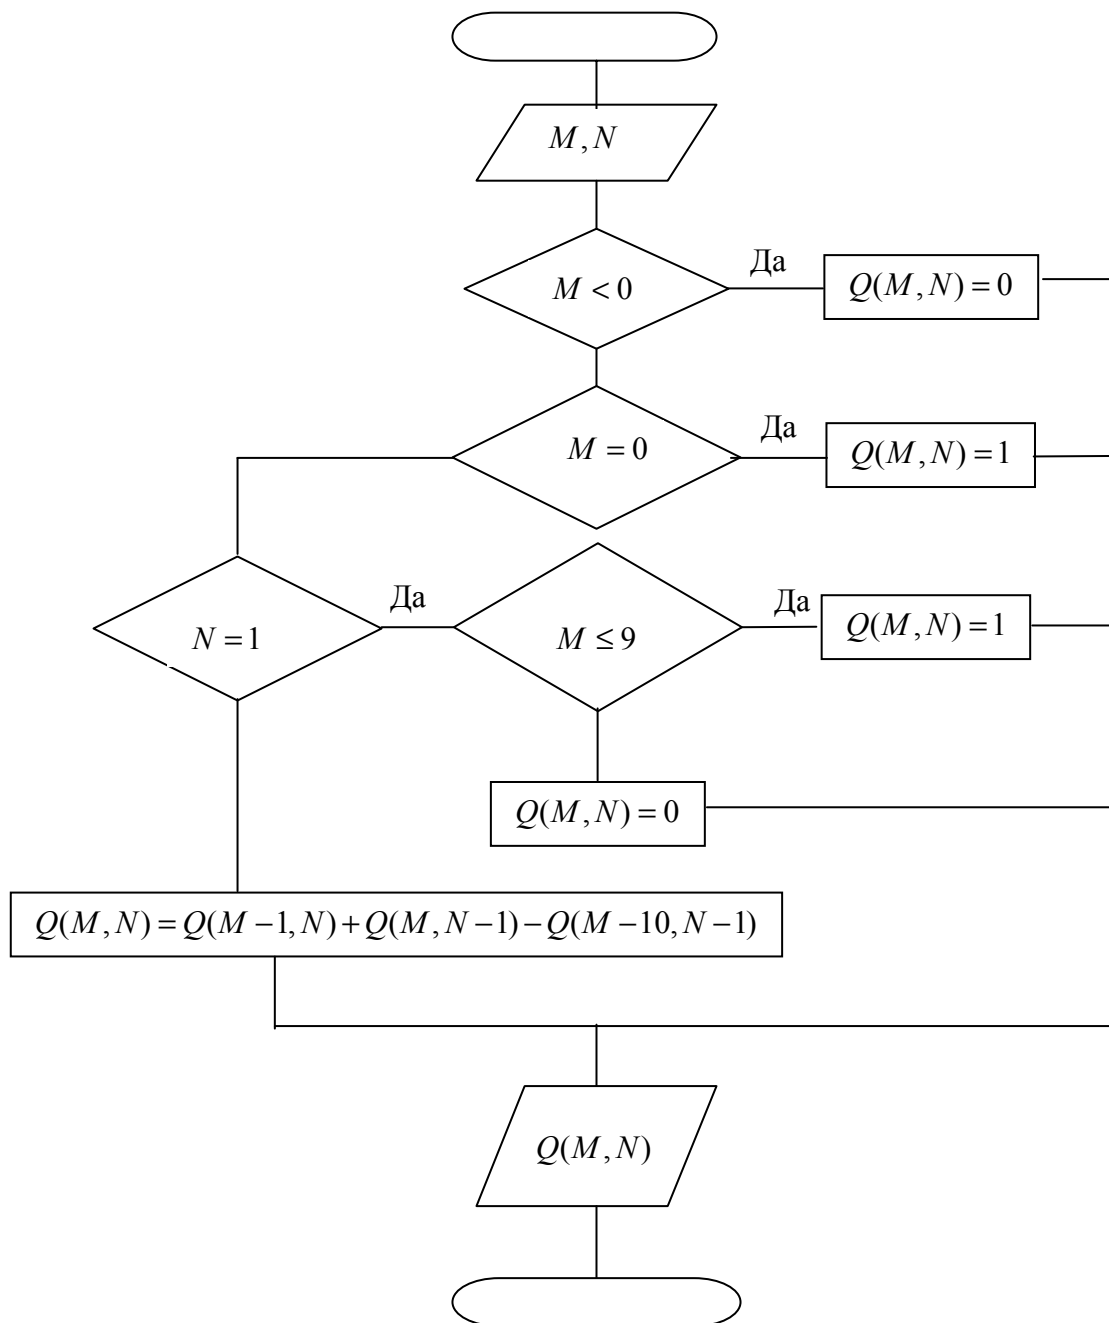 M, N
M < 0
Да
Q(M, N) = 0
M = 0
Да
Q(M, N) = 1
N = 1
Да
M ≤ 9
Да
Q(M, N) = 1
Q(M, N) = 0
Q(M, N) = Q(M − 1, N) + Q(M, N − 1) − Q(M − 10, N − 1)
Q(M, N)